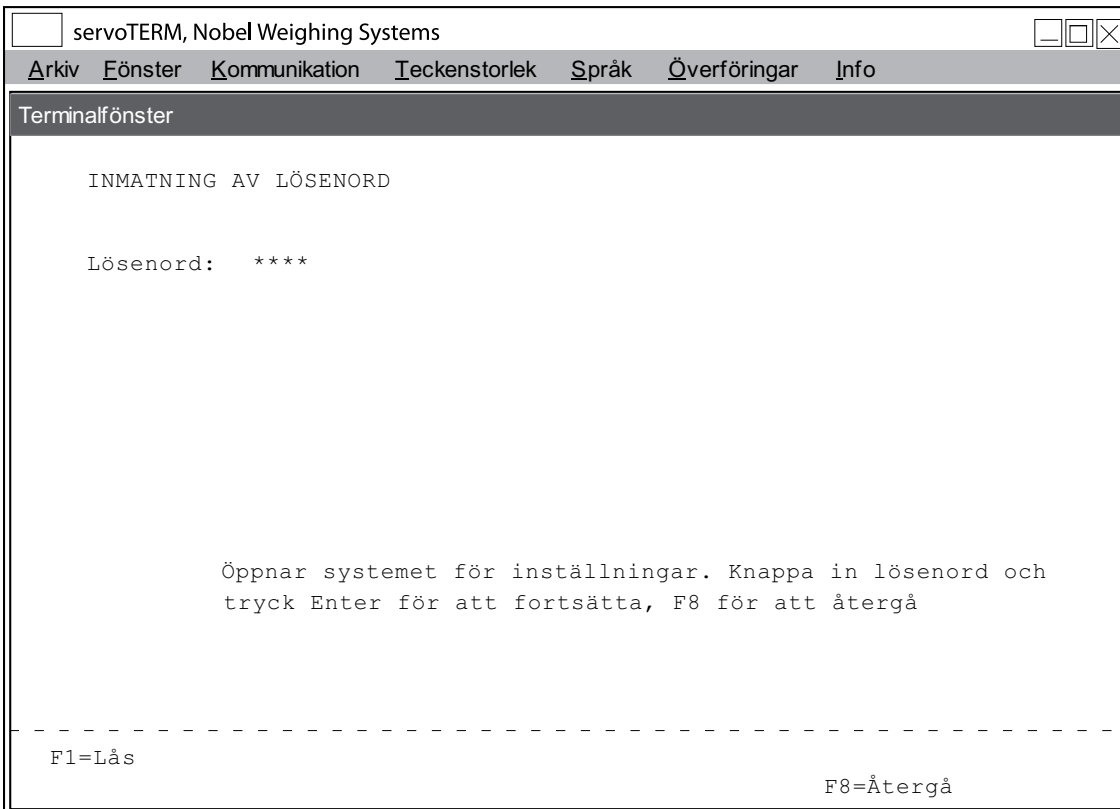 servoTERM, Nobel Weighing Systems
Arkiv Fönster Kommunikation Teckenstorlek Språk Överföringar Info
Terminalfönster
INMATNING AV LÖSENORD
Lösenord: ****
Öppnar systemet för inställningar. Knappa in lösenord och
tryck Enter för att fortsätta, F8 för att återgå
F1=Lås
F8=Återgå